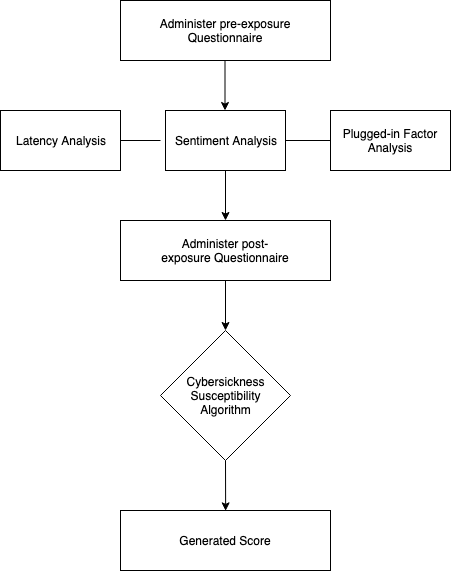 Administer pre-exposure
Questionnaire
Latency Analysis
Sentiment Analysis
Plugged-in Factor
Analysis
Administer post-
exposure Questionnaire
Cybersickness
Susceptibility
Algorithm
Generated Score